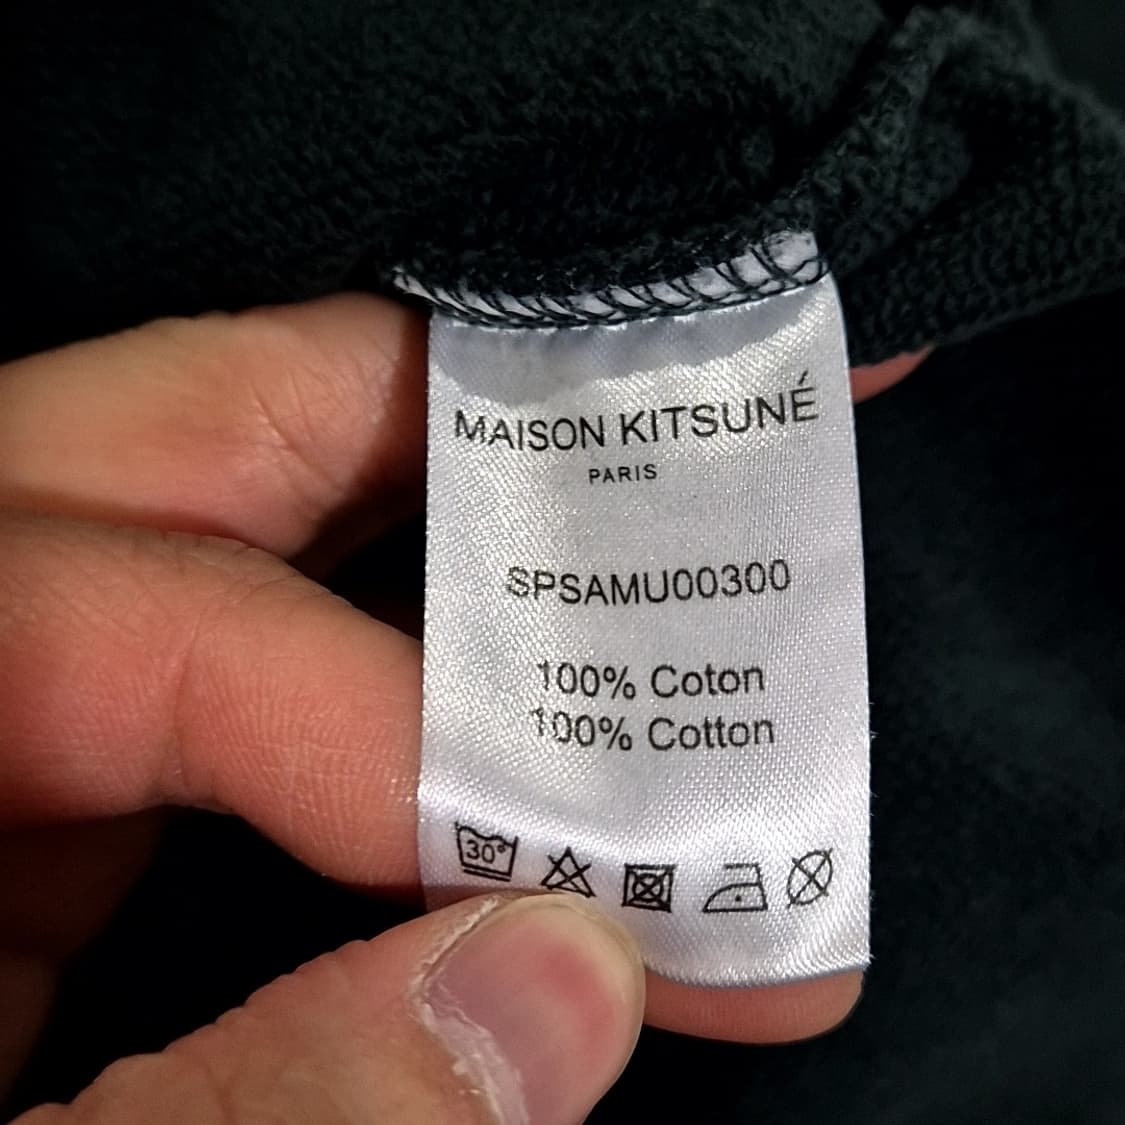 MAISON KITSUNÉ
PARIS
SPSAMU00300
100% Coton
100% Cotton
30°